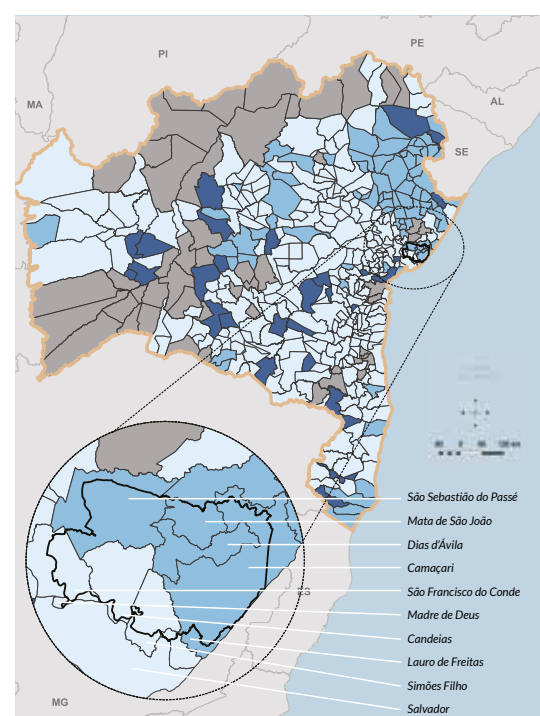 PE
PI
MA
AL
SE
São Sebastião do Passé
Mata de São João
Dias d'Ávila
Camaçari
São Francisco do Conde
ES
Madre de Deus
Candeias
Lauro de Freitas
Simões Filho
MG
Salvador